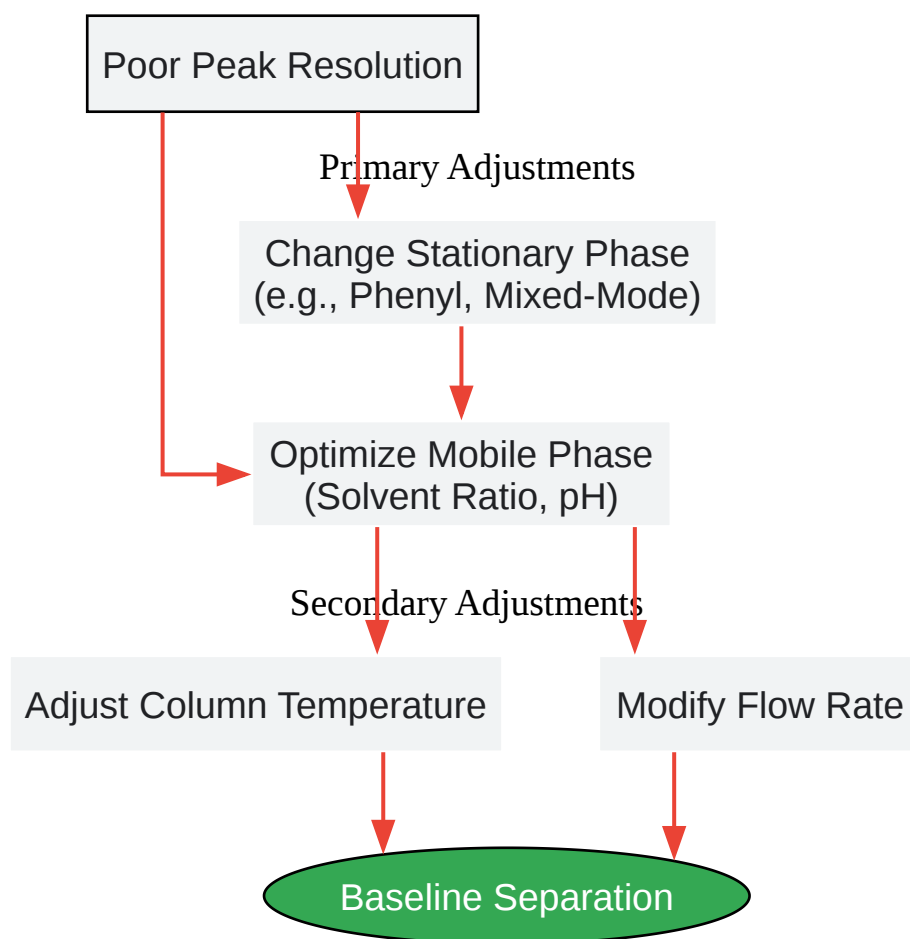 Poor Peak Resolution
Primary Adjustments
Change Stationary Phase
(e.g., Phenyl, Mixed-Mode)
Optimize Mobile Phase
(Solvent Ratio, pH)
Secondary Adjustments
Adjust Column Temperature
Modify Flow Rate
Baseline Separation